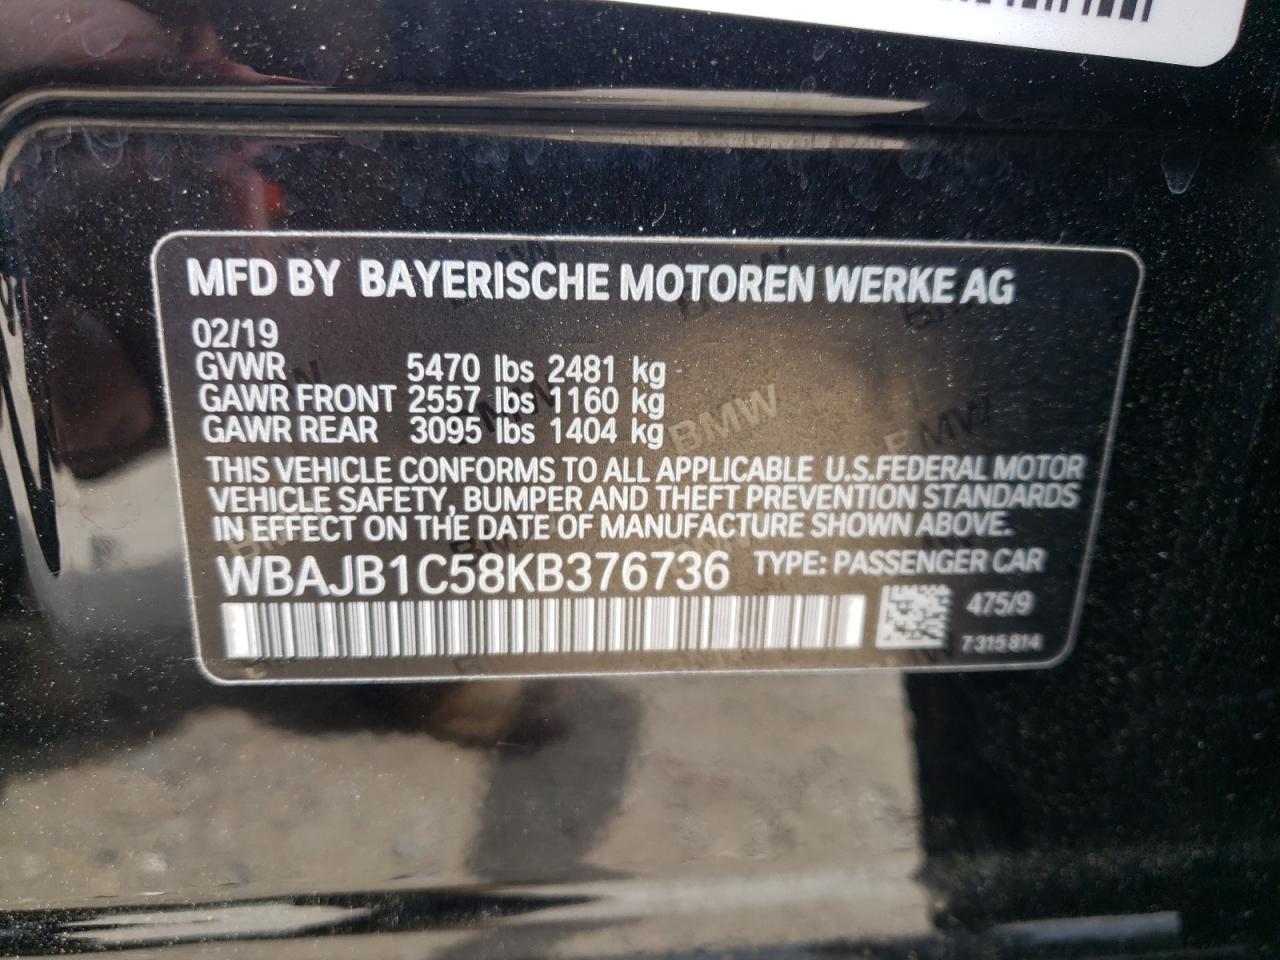 MFD BY BAYERISCHE MOTOREN WERKE AG
02/19
GVWR 5470 lbs 2481 kg
GAWR FRONT 2557 lbs 1160 kg
GAWR REAR 3095 lbs 1404 kg
THIS VEHICLE CONFORMS TO ALL APPLICABLE U.S.FEDERAL MOTOR
VEHICLE SAFETY, BUMPER AND THEFT PREVENTION STANDARDS
IN EFFECT ON THE DATE OF MANUFACTURE SHOWN ABOVE.
WBAJB1C58KB376736 TYPE: PASSENGER CAR
475/9
7 315 814